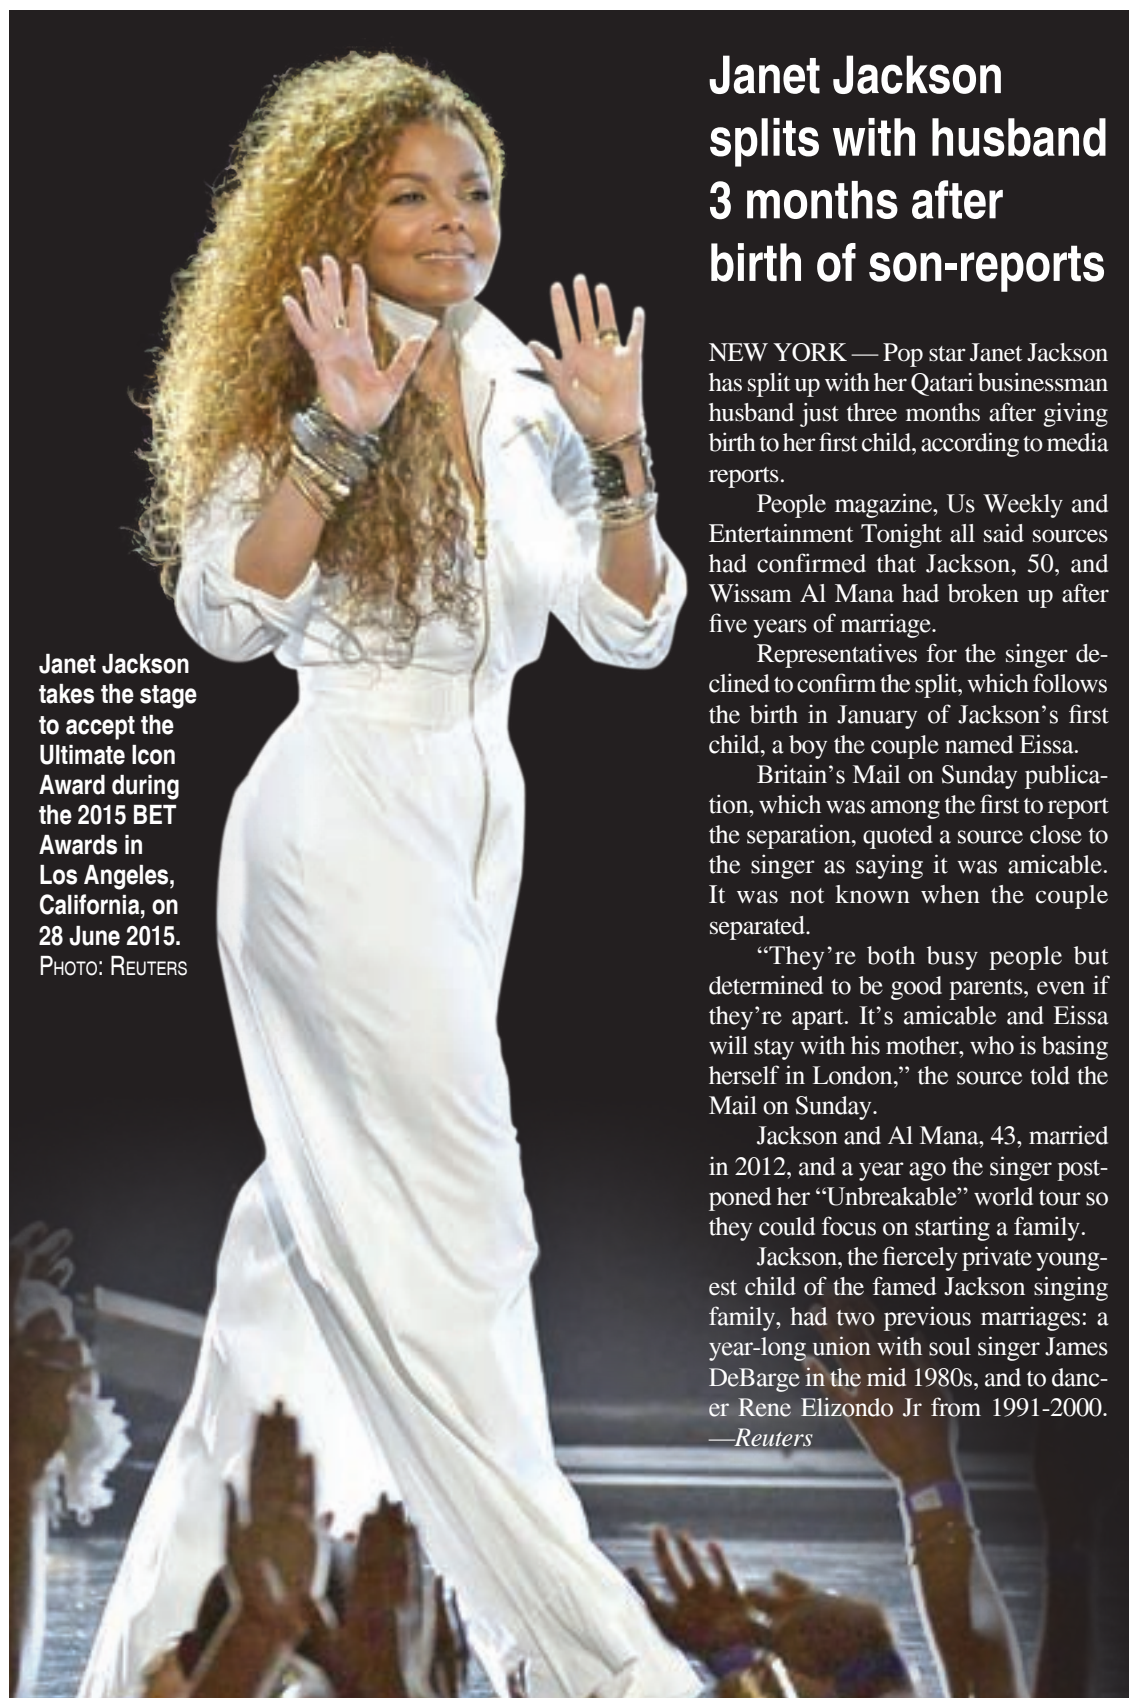 Janet Jackson
splits with husband
3 months after
birth of son-reports
NEW YORK — Pop star Janet Jackson
has split up with her Qatari businessman
husband just three months after giving
birth to her first child, according to media
reports.
People magazine, Us Weekly and
Entertainment Tonight all said sources
had confirmed that Jackson, 50, and
Wissam Al Mana had broken up after
five years of marriage.
Representatives for the singer de-
clined to confirm the split, which follows
the birth in January of Jackson's first
child, a boy the couple named Eissa.
Britain's Mail on Sunday publica-
tion, which was among the first to report
the separation, quoted a source close to
the singer as saying it was amicable.
It was not known when the couple
separated.
“They're both busy people but
determined to be good parents, even if
they're apart. It's amicable and Eissa
will stay with his mother, who is basing
herself in London,” the source told the
Mail on Sunday.
Jackson and Al Mana, 43, married
in 2012, and a year ago the singer post-
poned her “Unbreakable” world tour so
they could focus on starting a family.
Jackson, the fiercely private young-
est child of the famed Jackson singing
family, had two previous marriages: a
year-long union with soul singer James
DeBarge in the mid 1980s, and to danc-
er Rene Elizondo Jr from 1991-2000.
—Reuters
Janet Jackson
takes the stage
to accept the
Ultimate Icon
Award during
the 2015 BET
Awards in
Los Angeles,
California, on
28 June 2015.
PHOTO: REUTERS